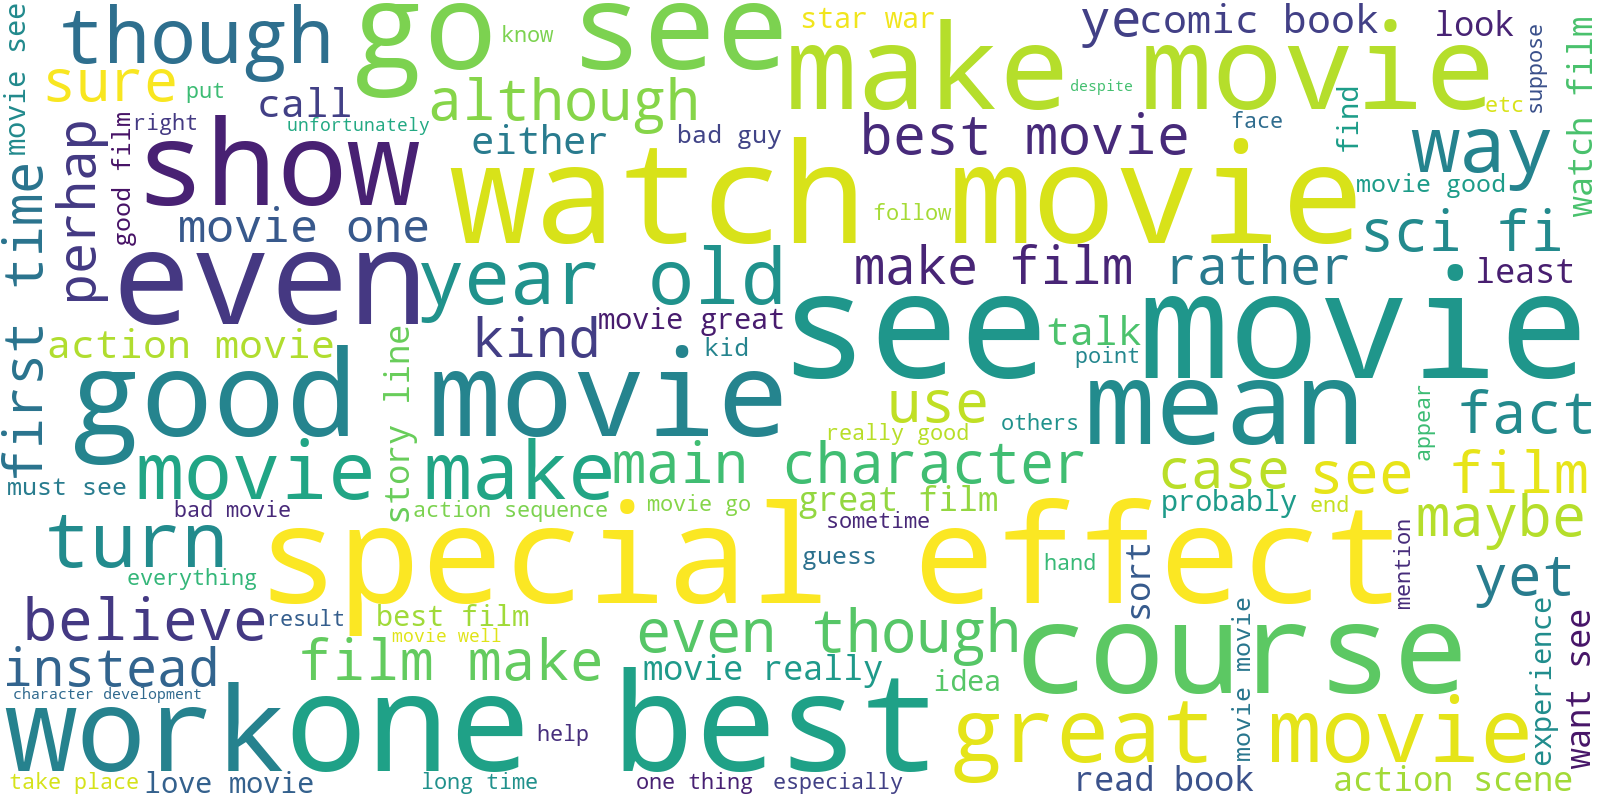 movie see
though
go see
know
star war
ye
comic book
look
suppose
watch film
sure
put
call
although
make movie
despite
etc
find
right
unfortunately
either
bad guy
best movie
face
way
good film
perhap
show
movie one
watch movie
follow
movie good
sci fi
first time
even
year old
make film
rather
least
action movie
story line
kind
movie great
kid
see movie
talk
point
good movie
use
others
really good
mean
appear
fact
must see
movie make
main character
case
see film
bad movie
action sequence
movie go
great film
sometime
probably
end
maybe
turn
everything
special effect
guess
hand
sort
mention
yet
believe
result
best film
movie well
even though
course
movie movie
experience
want see
instead
character development
film make
movie really
idea
work
one best
help
great movie
take place
love movie
long time
one thing
especially
read book
action scene